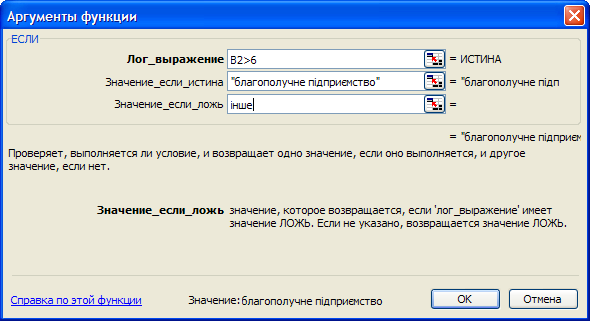 Аргументы функции
ЕСЛИ
Лог_выражение B2>6 = ИСТИНА
Значение_если_истина "благополучне підприємство" = "благополучне підп
Значение_если_ложь інше =
= "благополучне підприєм
Проверяет, выполняется ли условие, и возвращает одно значение, если оно выполняется, и другое
значение, если нет.
Значение_если_ложь значение, которое возвращается, если 'лог_выражение' имеет
значение ЛОЖЬ. Если не указано, возвращается значение ЛОЖЬ.
Справка по этой функции Значение: благополучне підприємство OK Отмена